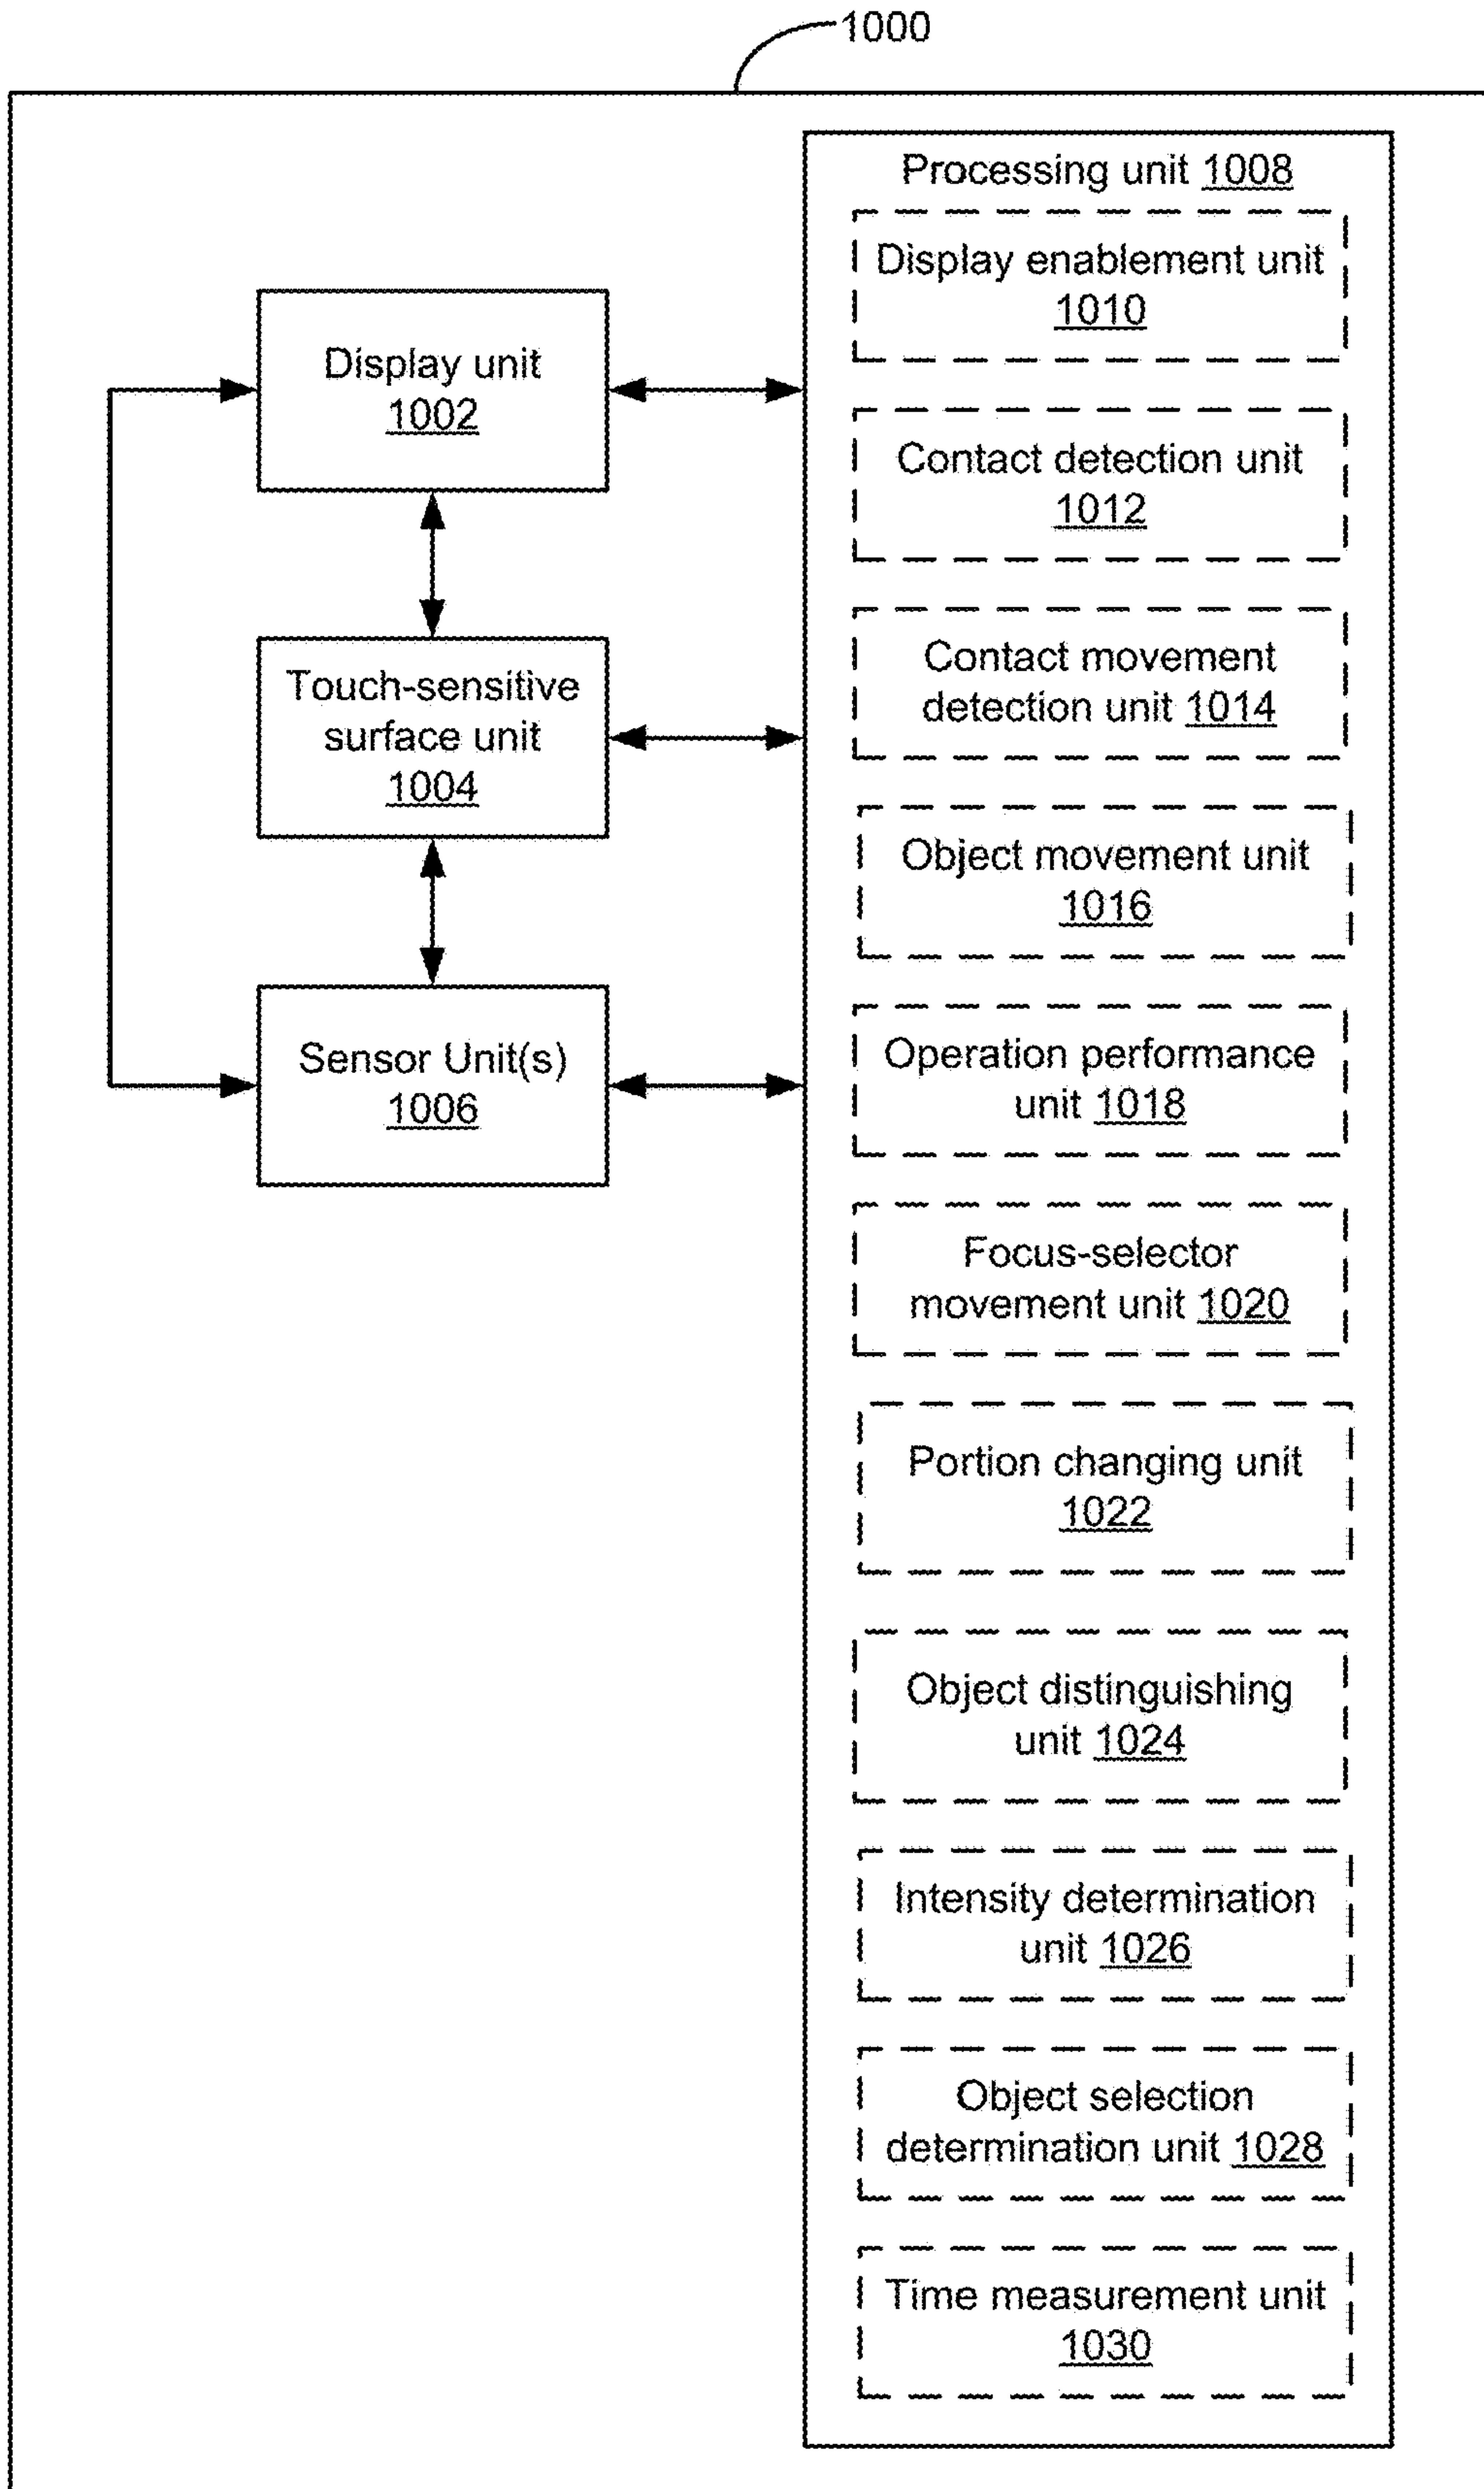 1000
Processing unit 1008
Display enablement unit
1010
Display unit
1002
Contact detection unit
1012
Touch-sensitive
surface unit
1004
Contact movement
detection unit 1014
Object movement unit
1016
Sensor Unit(s)
1006
Operation performance
unit 1018
Focus-selector
movement unit 1020
Portion changing unit
1022
Object distinguishing
unit 1024
Intensity determination
unit 1026
Object selection
determination unit 1028
Time measurement unit
1030